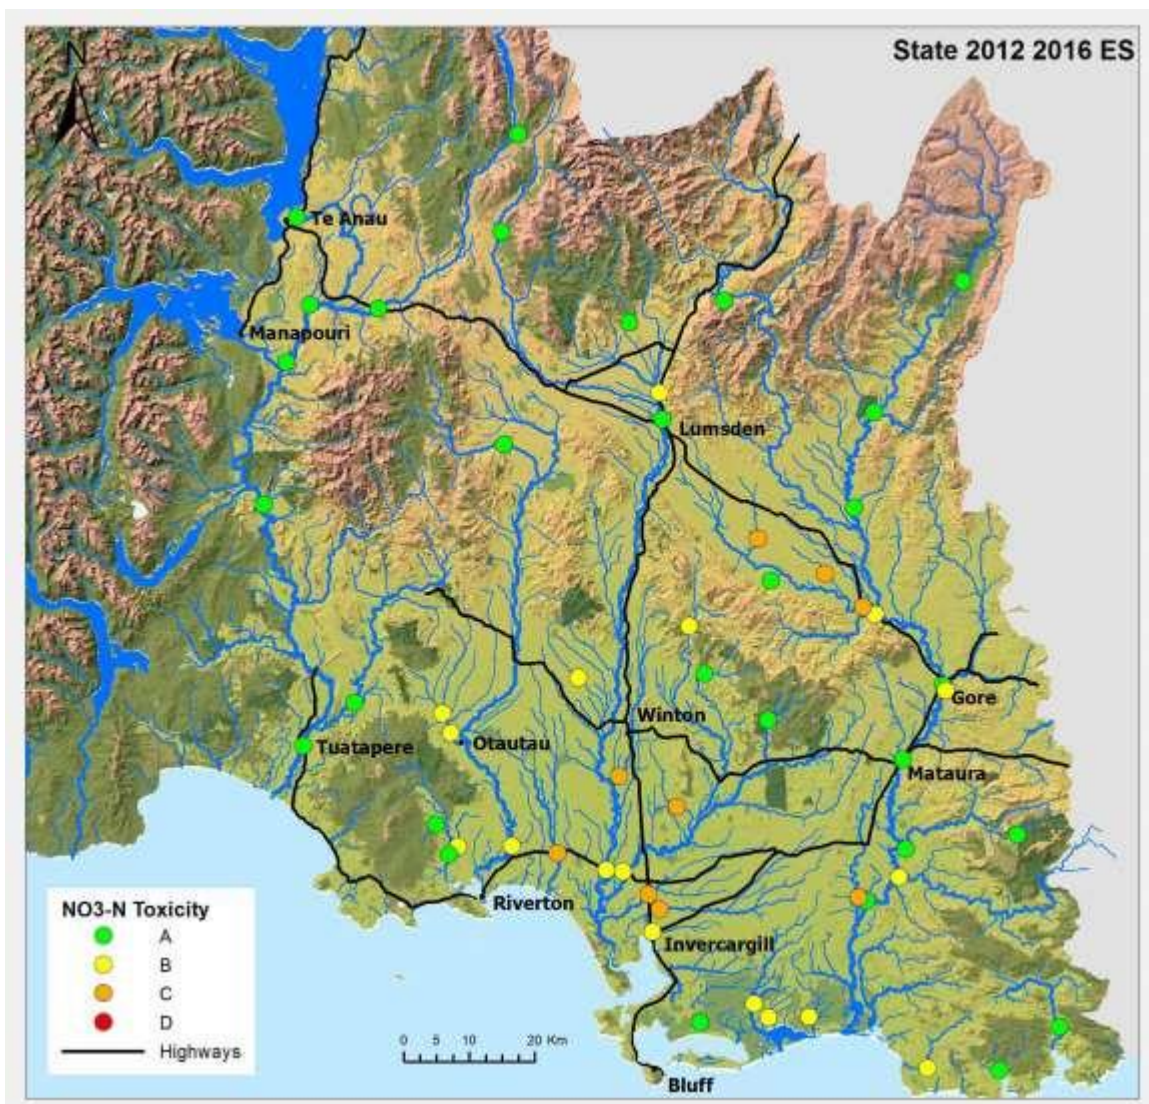 State 2012 2016 ES
N
Te Anau
Manapouri
Lumsden
Gore
Winton
Otautau
Tuatapere
Mataura
Riverton
Invercargill
Bluff
NO3-N Toxicity
A
B
C
D
Highways
0 5 10 20 Km